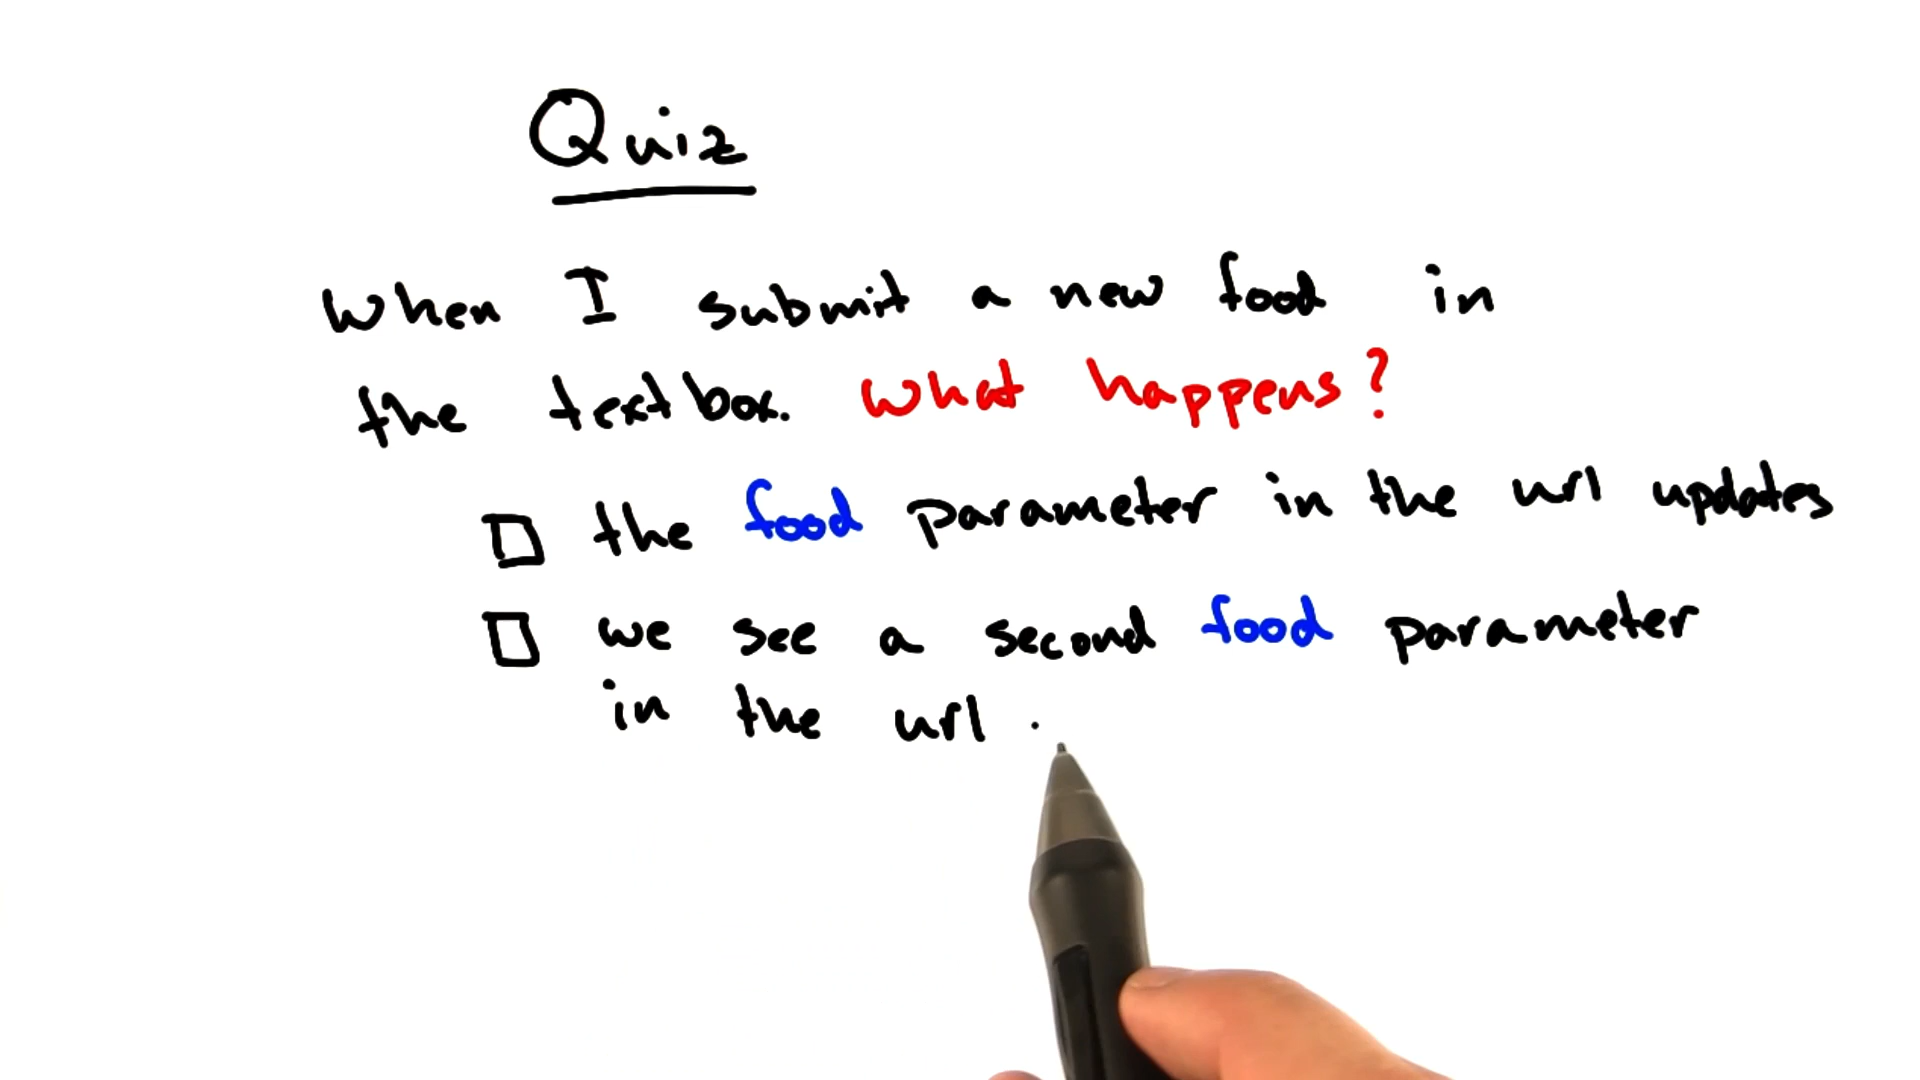 Quiz
When I submit a new food in
the textbox. What happens?
the food parameter in the url updates
we see a second food parameter
in the url .